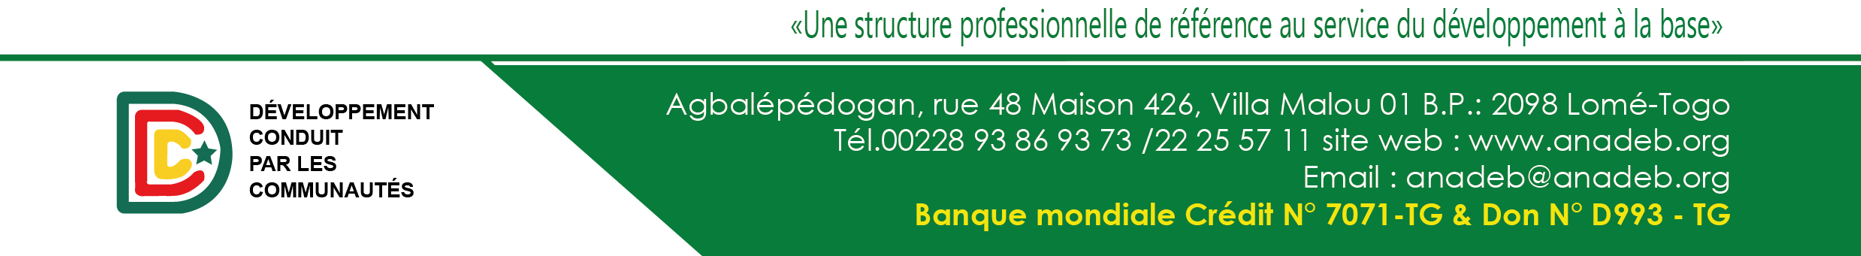 «Une structure professionnelle de référence au service du développement à la base»
DÉVELOPPEMENT
CONDUIT
PAR LES
COMMUNAUTÉS
Agbalépédogan, rue 48 Maison 426, Villa Malou 01 B.P.: 2098 Lomé-Togo
Tél.00228 93 86 93 73 /22 25 57 11 site web : www.anadeb.org
Email : anadeb@anadeb.org
Banque mondiale Crédit N° 7071-TG & Don N° D993 - TG